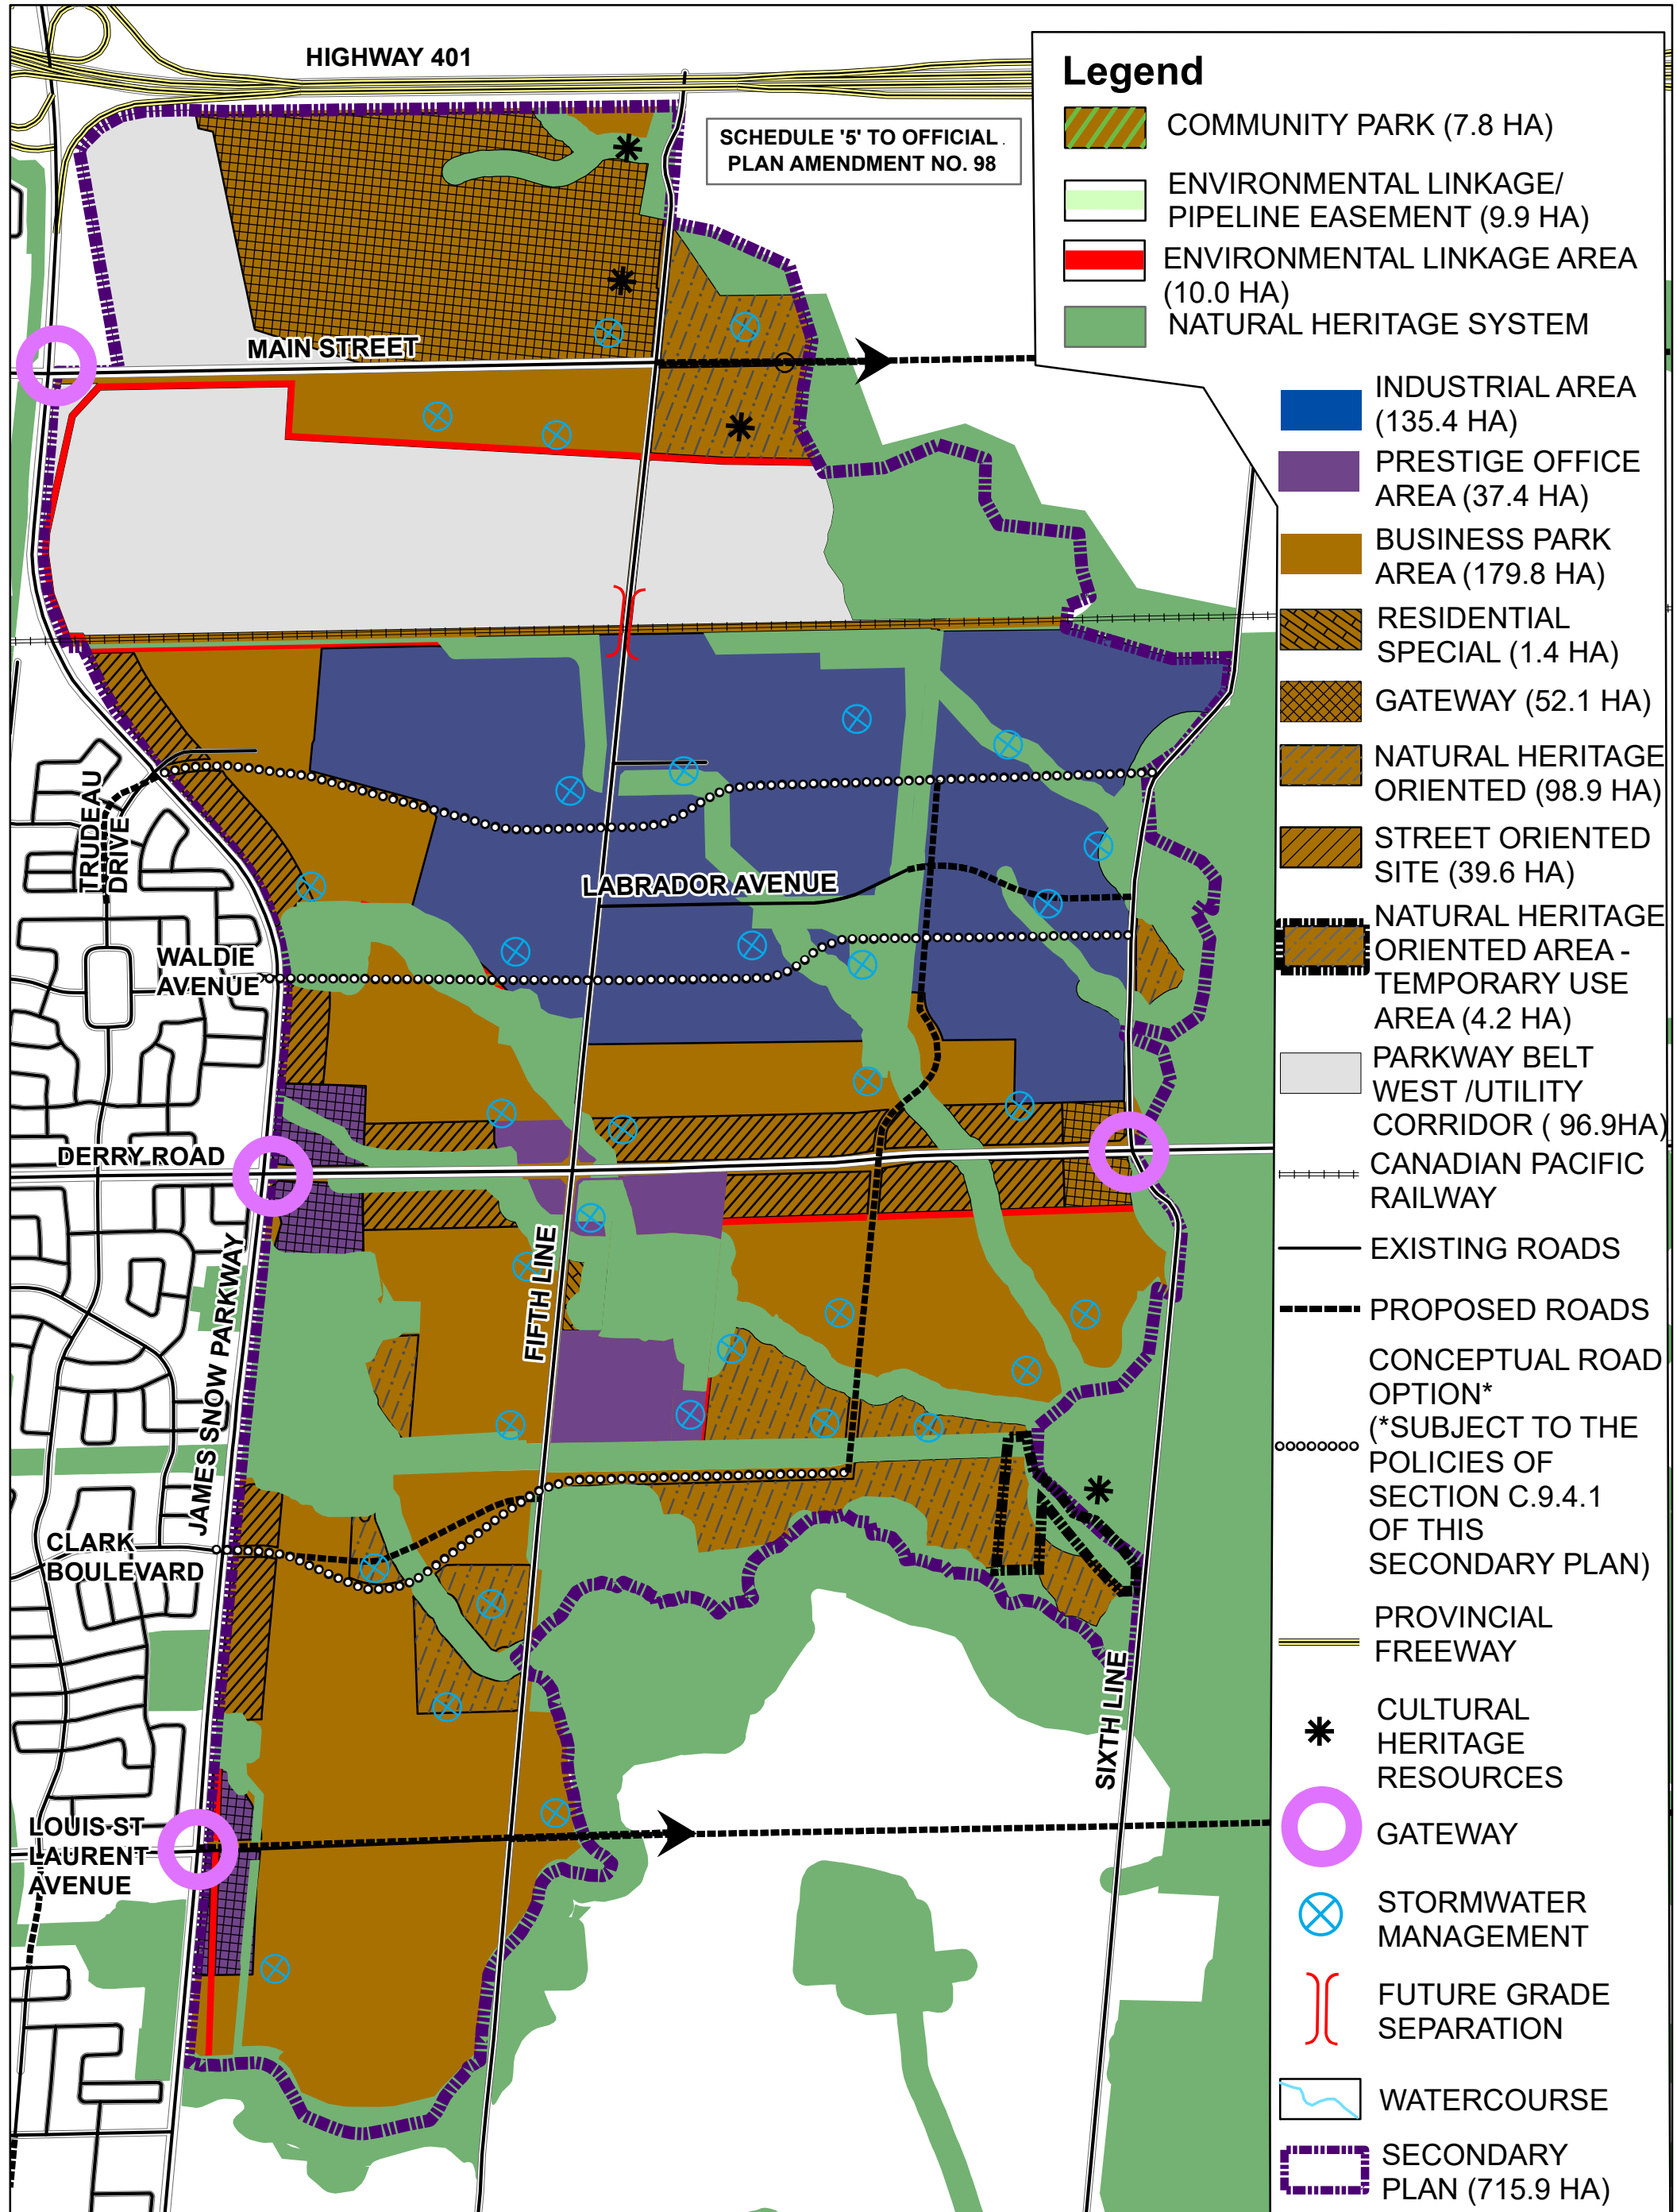 HIGHWAY 401
SCHEDULE '5' TO OFFICIAL
PLAN AMENDMENT NO. 98
MAIN STREET
TRUDEAU
DRIVE
LABRADOR AVENUE
WALDIE
AVENUE
DERRY ROAD
FIFTH LINE
JAMES SNOW PARKWAY
CLARK
BOULEVARD
SIXTH LINE
LOUIS ST
LAURENT
AVENUE
Legend
COMMUNITY PARK (7.8 HA)
ENVIRONMENTAL LINKAGE/
PIPELINE EASEMENT (9.9 HA)
ENVIRONMENTAL LINKAGE AREA
(10.0 HA)
NATURAL HERITAGE SYSTEM
INDUSTRIAL AREA
(135.4 HA)
PRESTIGE OFFICE
AREA (37.4 HA)
BUSINESS PARK
AREA (179.8 HA)
RESIDENTIAL
SPECIAL (1.4 HA)
GATEWAY (52.1 HA)
NATURAL HERITAGE
ORIENTED (98.9 HA)
STREET ORIENTED
SITE (39.6 HA)
NATURAL HERITAGE
ORIENTED AREA -
TEMPORARY USE
AREA (4.2 HA)
PARKWAY BELT
WEST /UTILITY
CORRIDOR ( 96.9HA)
CANADIAN PACIFIC
RAILWAY
EXISTING ROADS
PROPOSED ROADS
CONCEPTUAL ROAD
OPTION*
(*SUBJECT TO THE
POLICIES OF
SECTION C.9.4.1
OF THIS
SECONDARY PLAN)
PROVINCIAL
FREEWAY
CULTURAL
HERITAGE
RESOURCES
GATEWAY
STORMWATER
MANAGEMENT
FUTURE GRADE
SEPARATION
WATERCOURSE
SECONDARY
PLAN (715.9 HA)